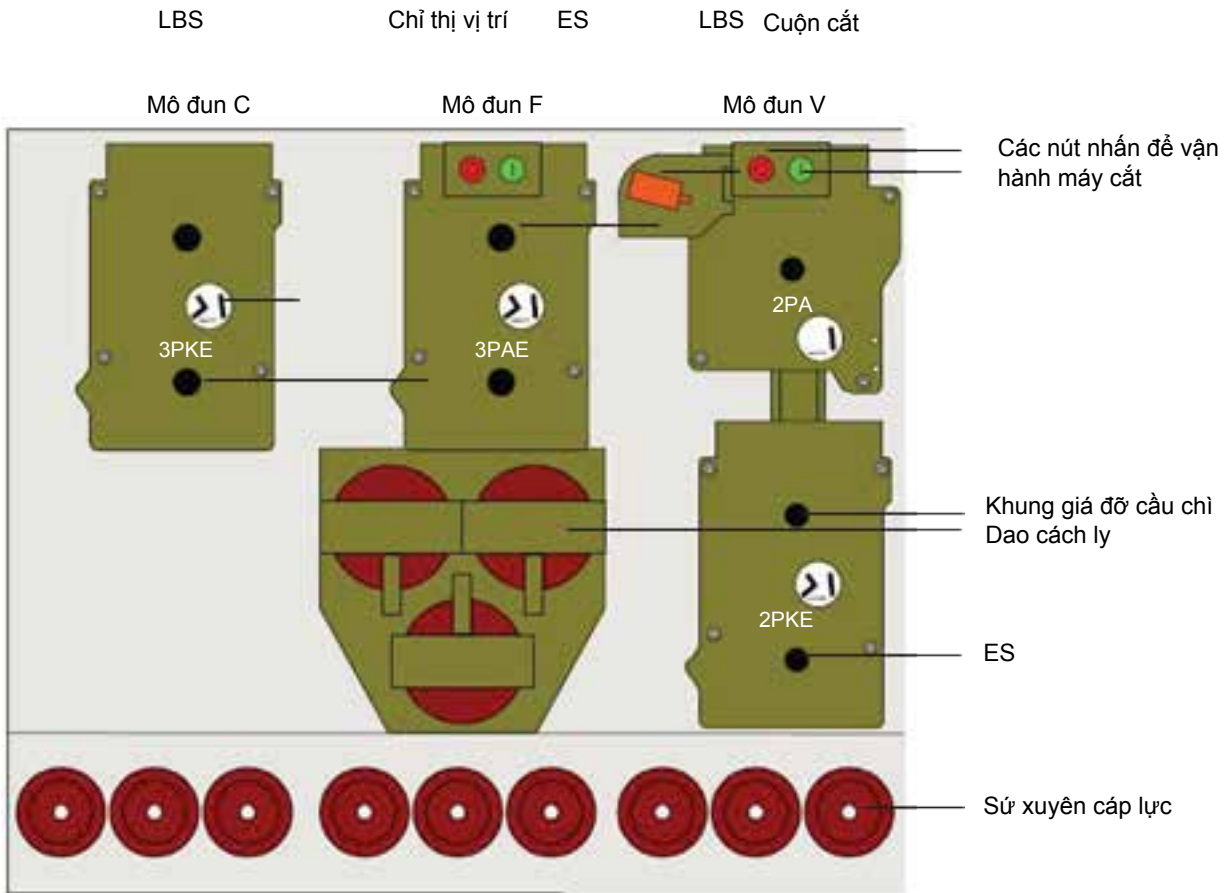 LBS
Chỉ thị vị trí
ES
LBS
Cuộn cắt
Mô đun C
Mô đun F
Mô đun V
Các nút nhấn để vận
hành máy cắt
2PA
3PKE
3PAE
Khung giá đỡ cầu chì
Dao cách ly
2PKE
ES
Sứ xuyên cáp lực